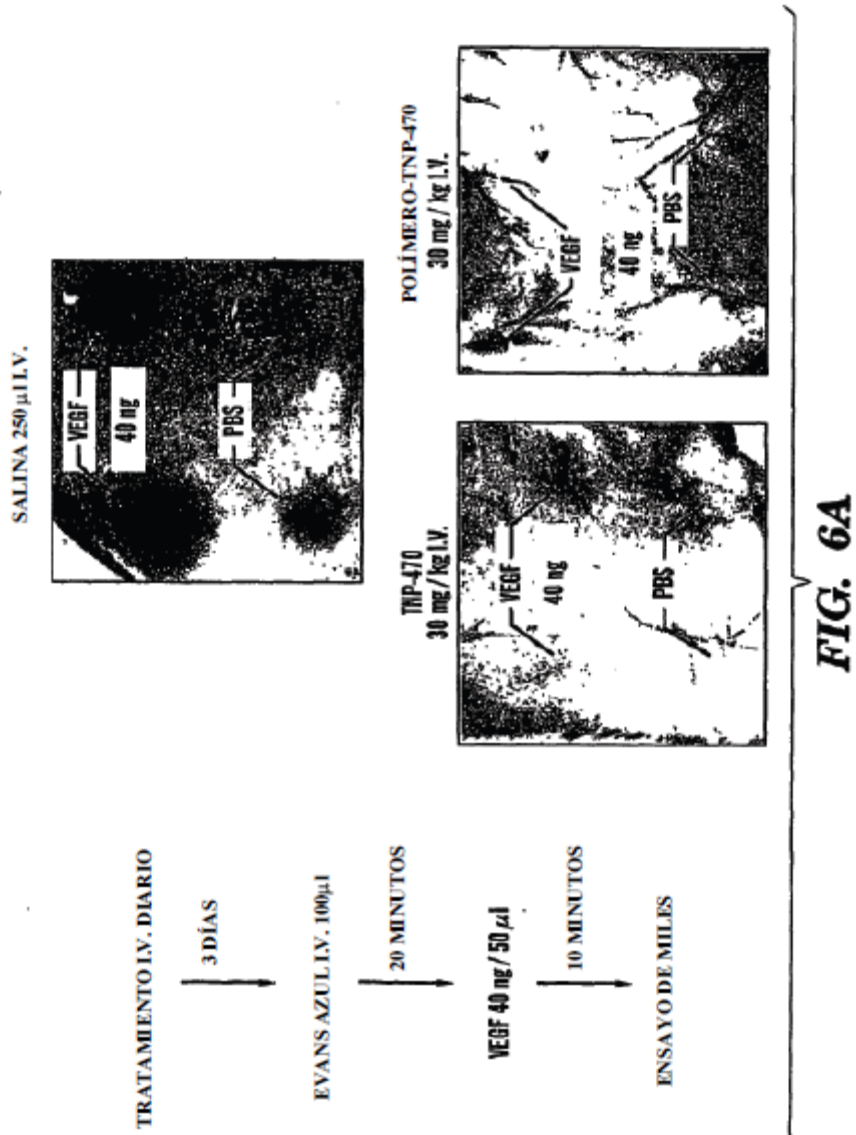 TRATAMIENTO I.V. DIARIO
3 DÍAS
EVANS AZUL I.V. 100µl
20 MINUTOS
VEGF 40 ng/50 µl
10 MINUTOS
ENSAYO DE MILES
SALINA 250 µl I.V.
VEGF
40 ng
PBS
TNP-470
30 mg/kg I.V.
VEGF
40 ng
PBS
POLÍMERO-TNP-470
30 mg/kg I.V.
VEGF
40 ng
PBS
FIG. 6A